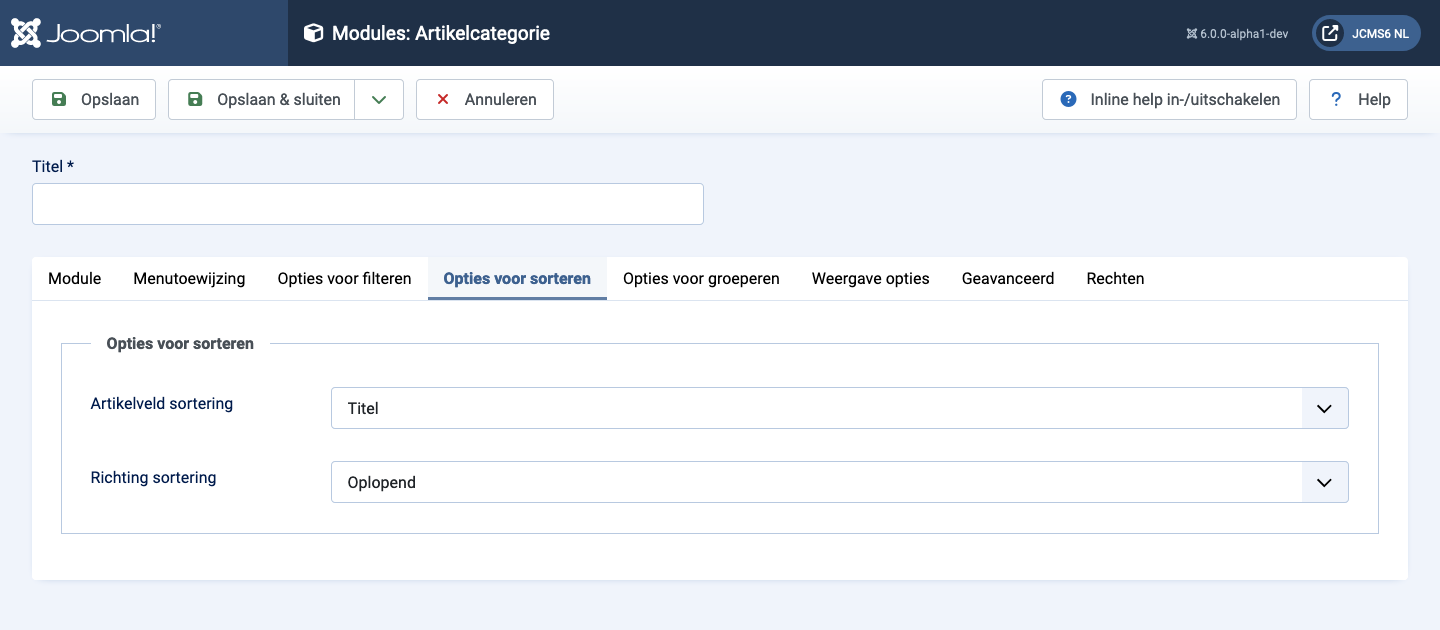 Joomla!® Modules: Artikelcategorie 6.0.0-alpha1-dev JCMS6 NL
Opslaan Opslaan & sluiten Annuleren Inline help in-/uitschakelen ? Help
Titel *
Module Menutoewijzing Opties voor filteren Opties voor sorteren Opties voor groeperen Weergave opties Geavanceerd Rechten
Opties voor sorteren
Artikelveld sortering Titel
Richting sortering Oplopend